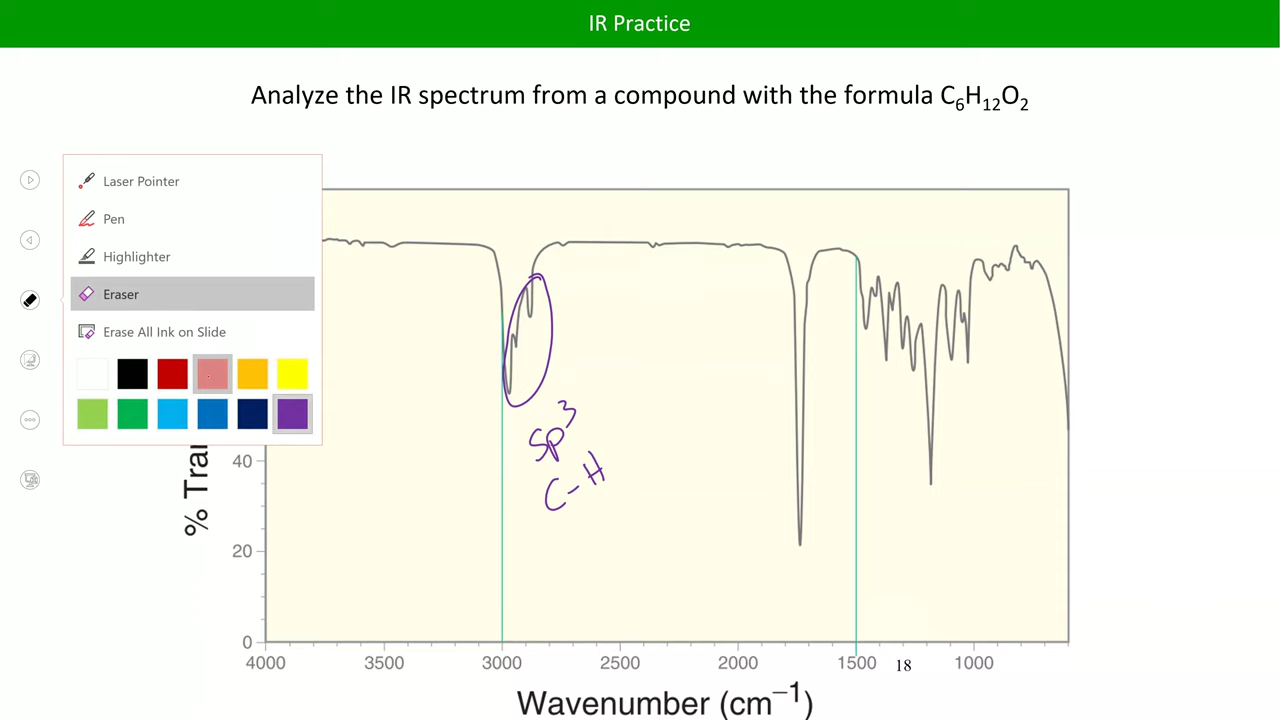 IR Practice
Analyze the IR spectrum from a compound with the formula C₆H₁₂O₂
Laser Pointer
Pen
Highlighter
Eraser
Erase All Ink on Slide
sp³
C-H
% Tra
40
20
0
4000 3500 3000 2500 2000 1500 18 1000
Wavenumber (cm⁻¹)